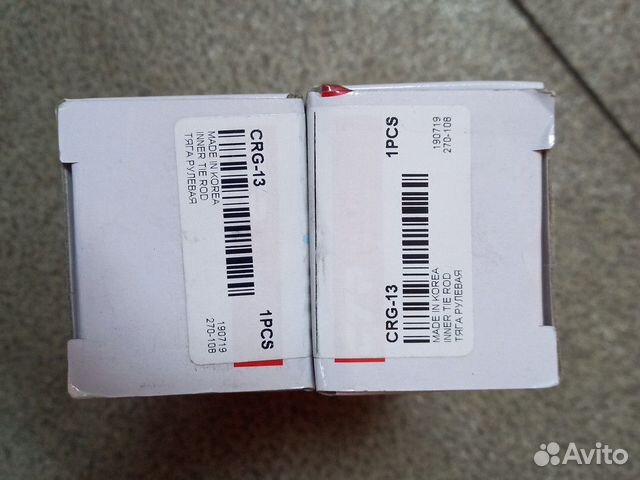 CRG-13
MADE IN KOREA
INNER TIE ROD
ТЯГА РУЛЕВАЯ
1PCS
190719
270-108
CRG-13
MADE IN KOREA
INNER TIE ROD
ТЯГА РУЛЕВАЯ
1PCS
190719
270-108
Avito